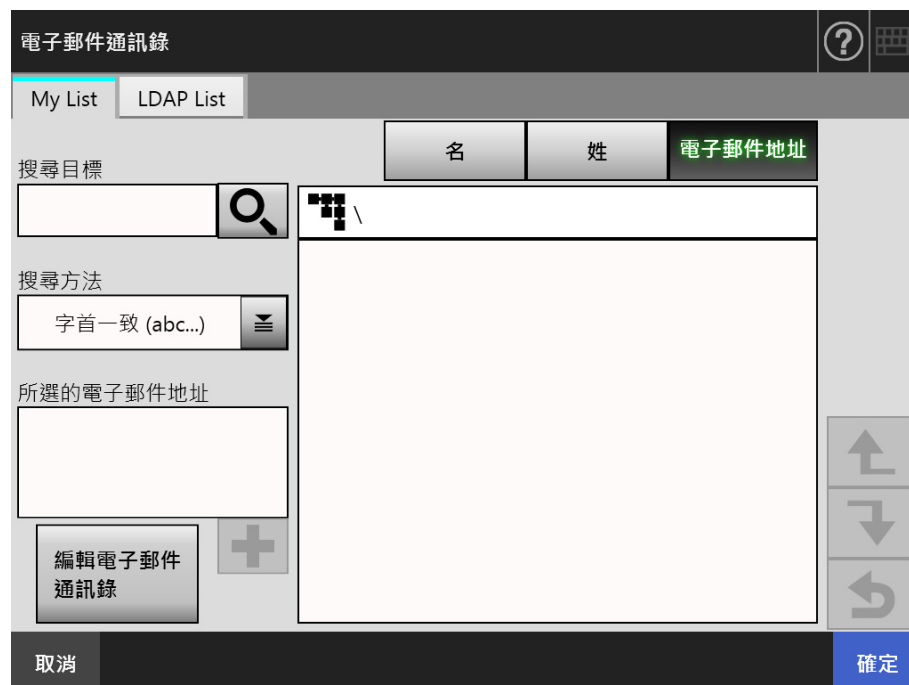 電子郵件通訊錄
?
My List
LDAP List
名
姓
電子郵件地址
搜尋目標
\
搜尋方法
字首一致 (abc...)
所選的電子郵件地址
編輯電子郵件
通訊錄
取消
確定